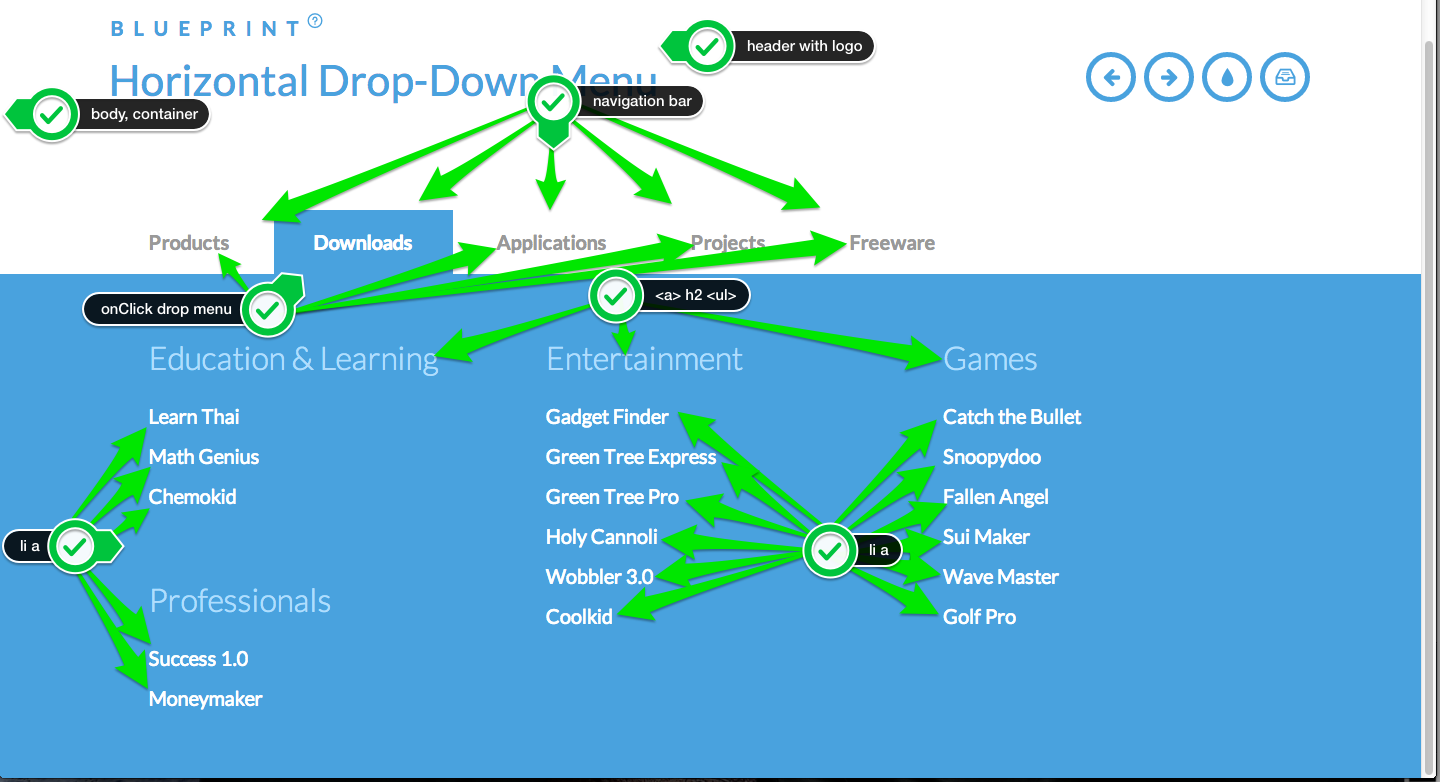 BLUEPRINT ?
header with logo
Horizontal Drop-Down Menu
body, container
navigation bar
Products Downloads Applications Projects Freeware
onClick drop menu
<a> h2 <ul>
Education & Learning
Learn Thai
Math Genius
Chemokid
li a
Professionals
Success 1.0
Moneymaker
Entertainment
Gadget Finder
Green Tree Express
Green Tree Pro
Holy Cannoli
Wobbler 3.0
Coolkid
li a
Games
Catch the Bullet
Snoopydoo
Fallen Angel
Sui Maker
Wave Master
Golf Pro